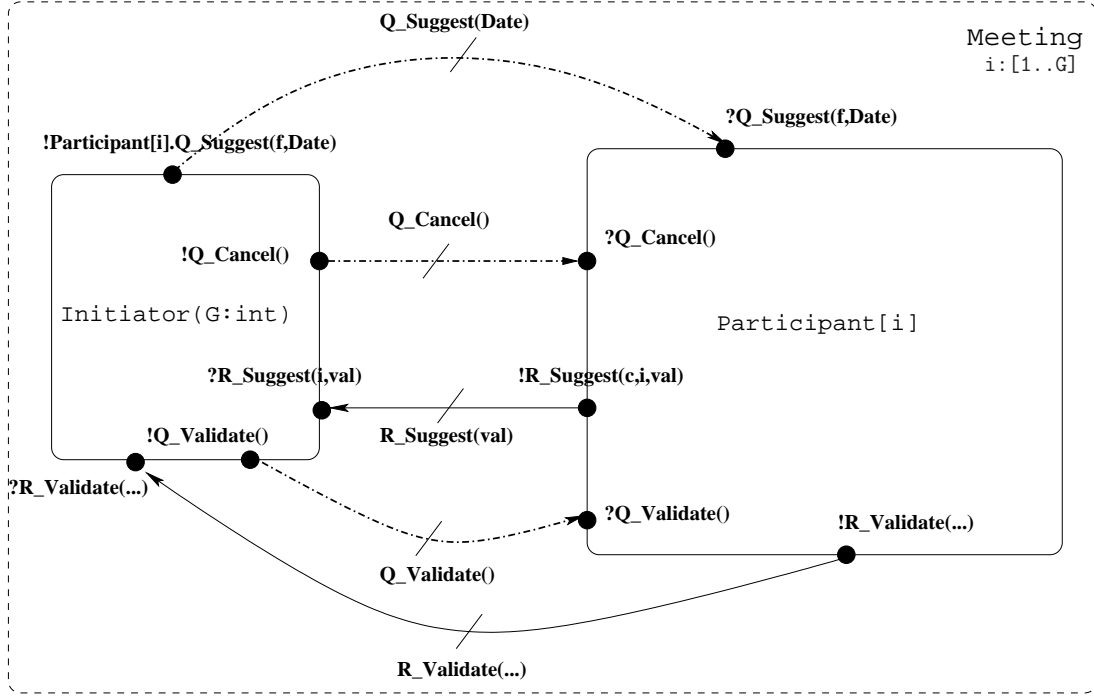 Q_Suggest(Date)
Meeting
i:[1..G]
?Q_Suggest(f,Date)
!Participant[i].Q_Suggest(f,Date)
Q_Cancel()
!Q_Cancel()
?Q_Cancel()
Initiator(G:int)
Participant[i]
?R_Suggest(i,val)
!R_Suggest(c,i,val)
R_Suggest(val)
!Q_Validate()
?R_Validate(...)
?Q_Validate()
!R_Validate(...)
Q_Validate()
R_Validate(...)